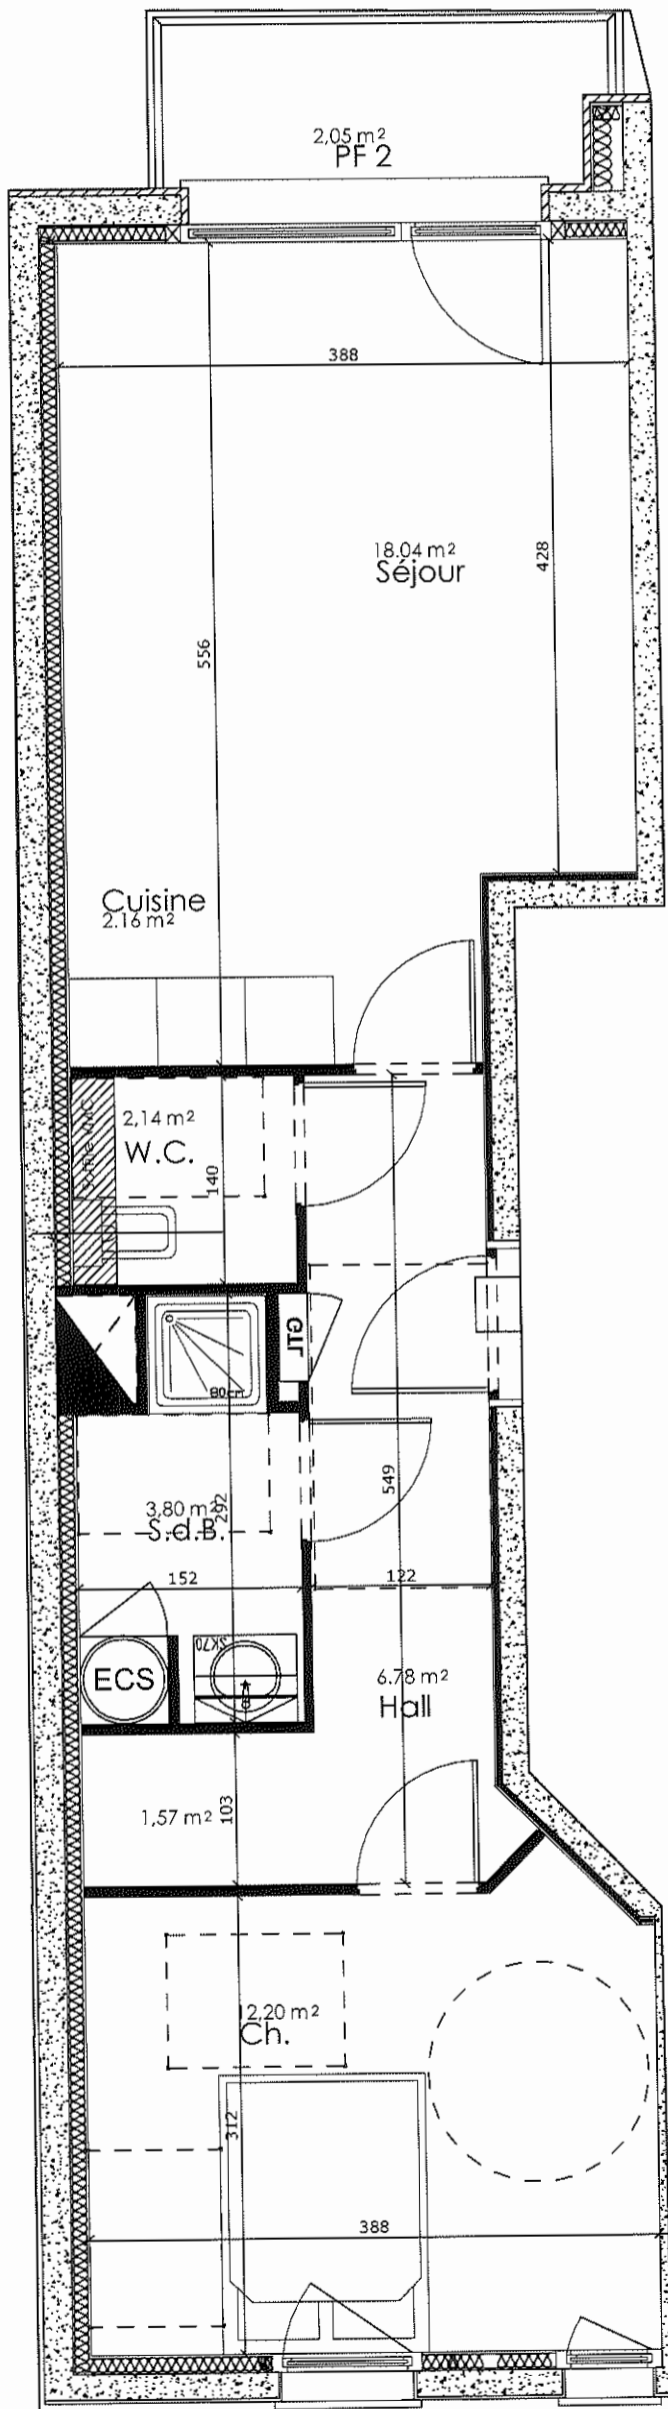 2,05 m²
PF 2
388
18.04 m²
Séjour
428
556
Cuisine
2.16 m²
2,14 m²
W.C.
140
GTL
80cm
549
3,80 m²
S.d.B.
292
152
122
SK70
ECS
6.78 m²
Hall
1,57 m²
103
12,20 m²
Ch.
312
388